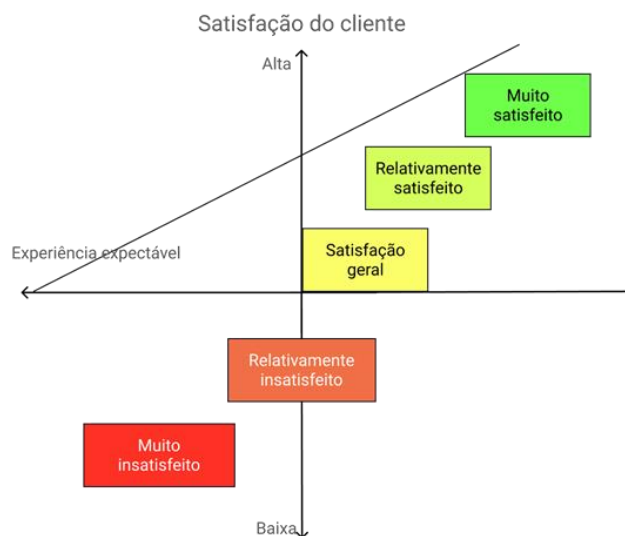 Satisfação do cliente
Alta
Muito
satisfeito
Relativamente
satisfeito
Experiência expectável
Satisfação
geral
Relativamente
insatisfeito
Muito
insatisfeito
Baixa